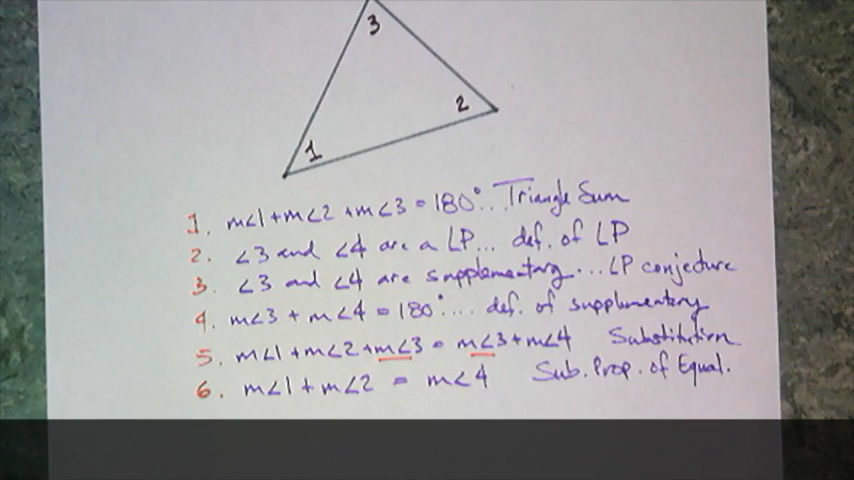 3
2
1
1. m∠1 + m∠2 + m∠3 = 180°... Triangle Sum
2. ∠3 and ∠4 are a LP... def. of LP
3. ∠3 and ∠4 are supplementary... LP conjecture
4. m∠3 + m∠4 = 180°.... def. of supplementary
5. m∠1 + m∠2 + m∠3 = m∠3 + m∠4 Substitution
6. m∠1 + m∠2 = m∠4 Sub. Prop. of Equal.